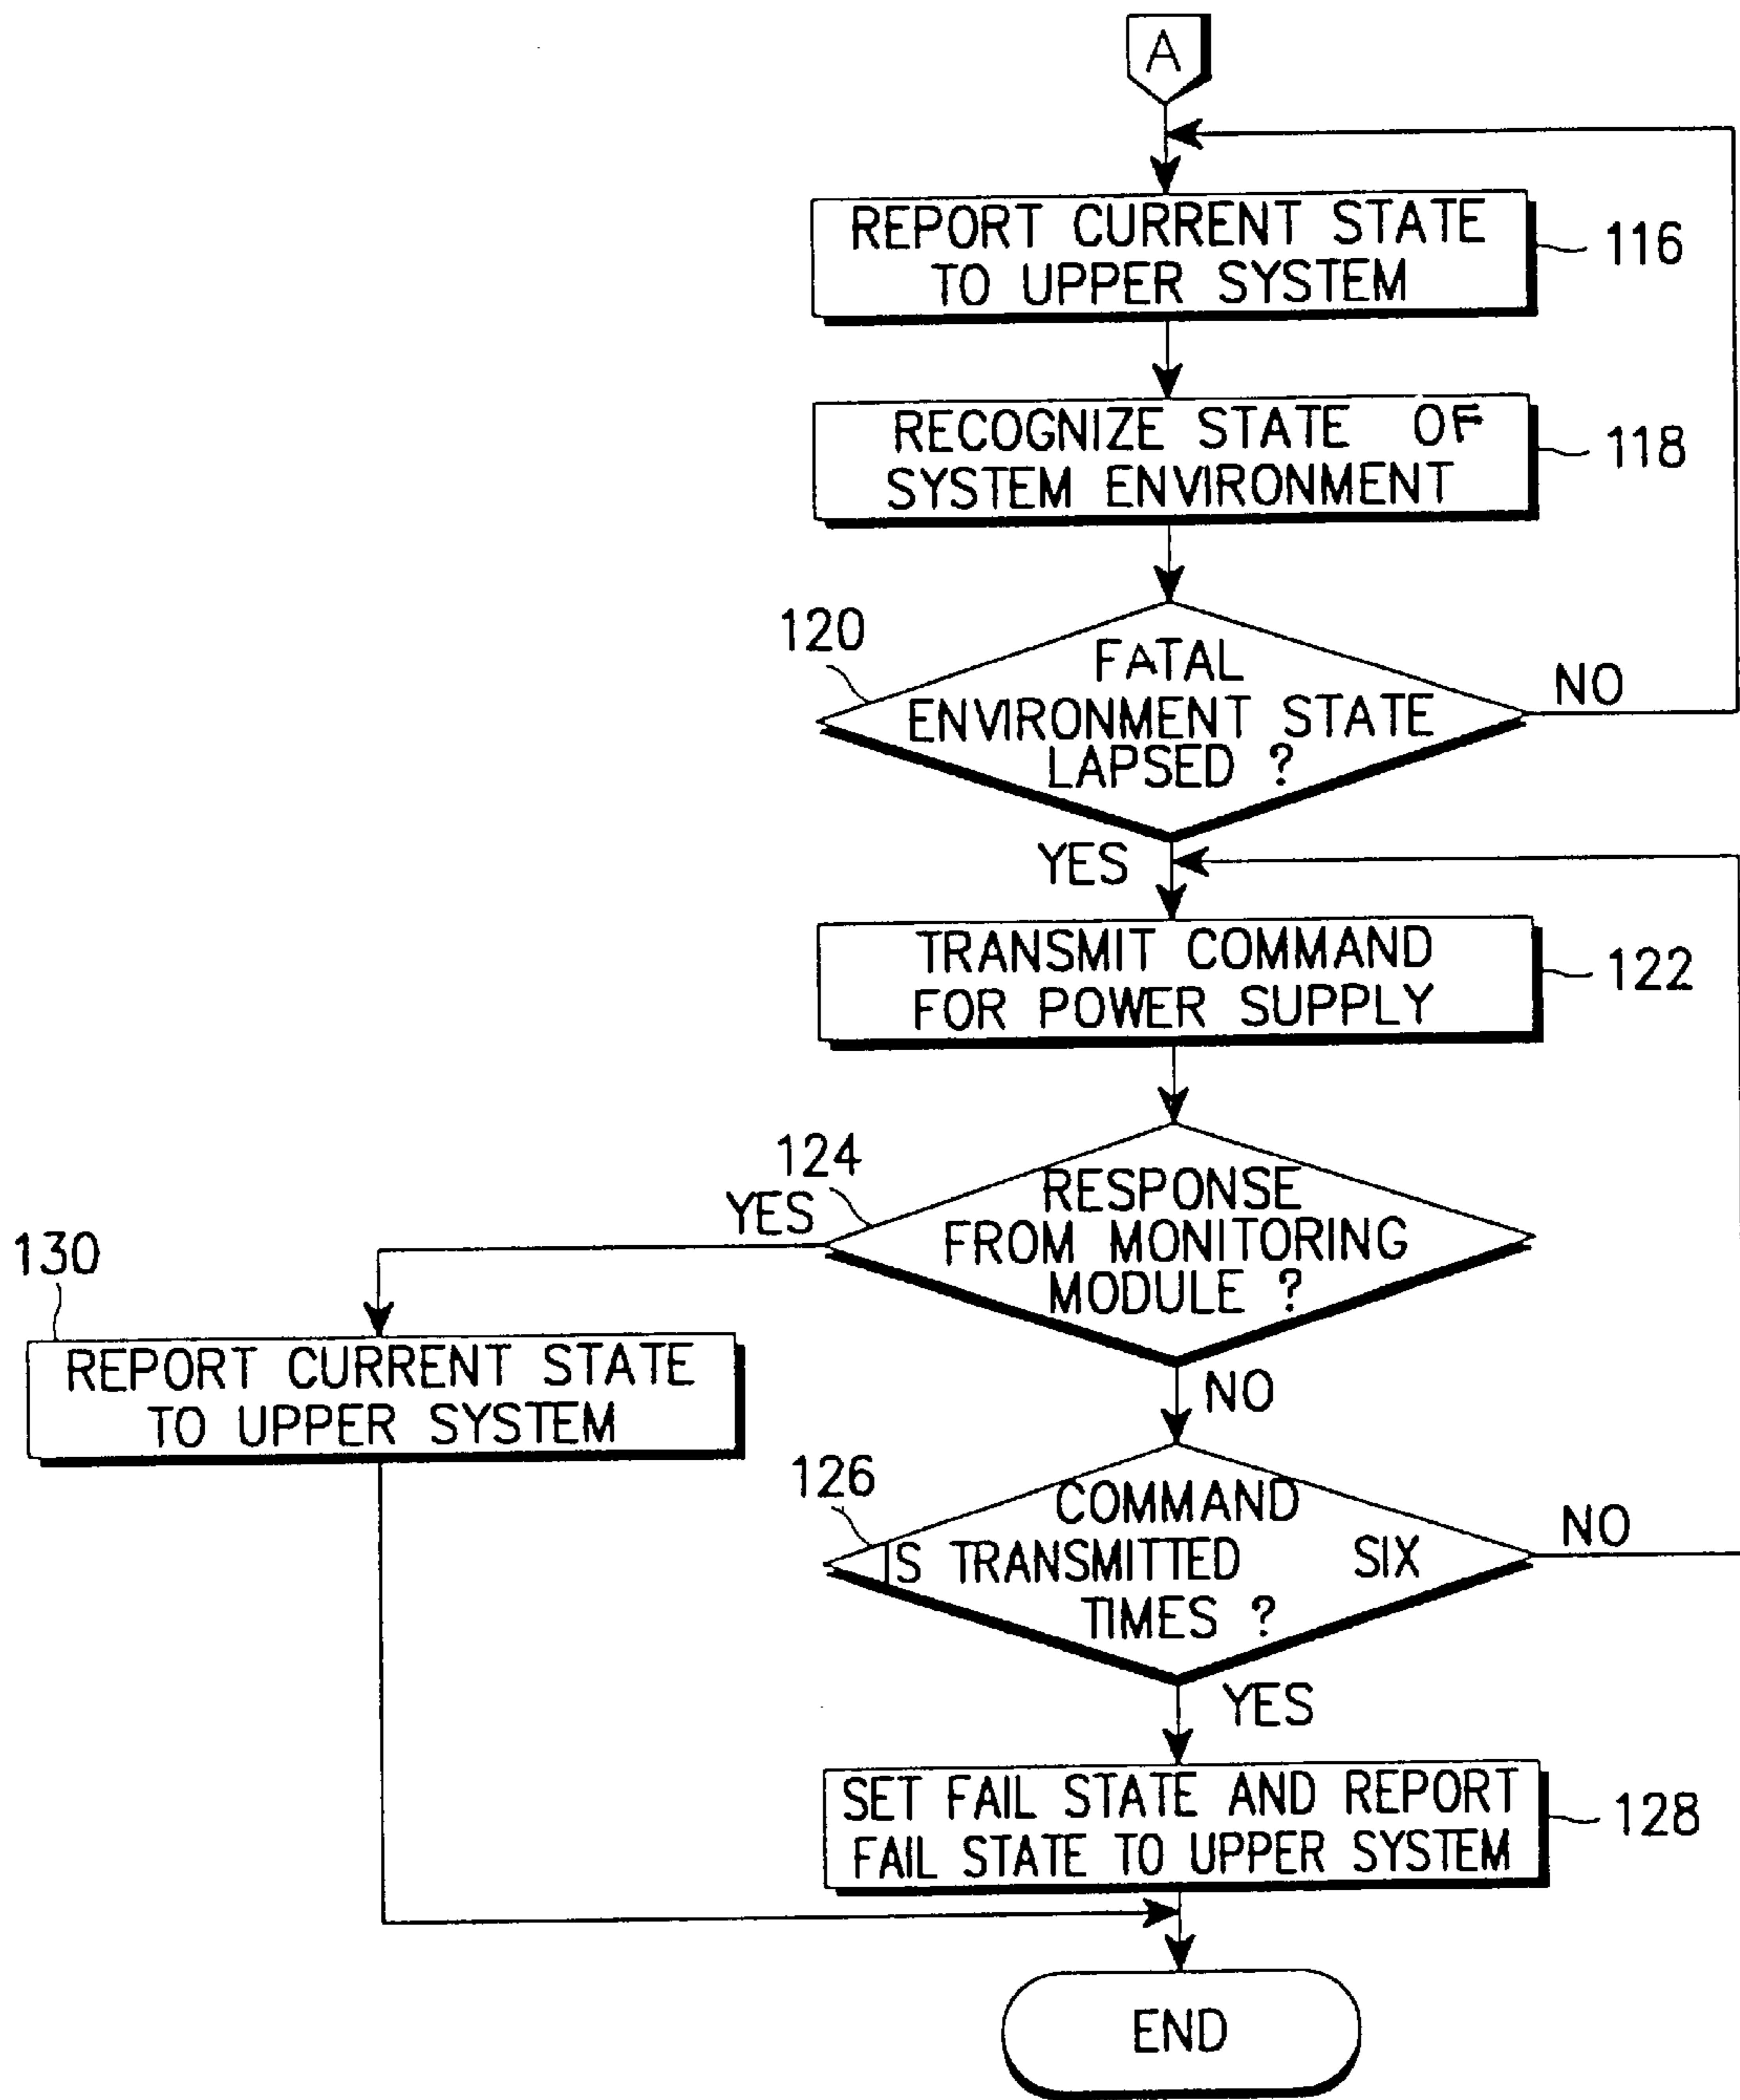 A
REPORT CURRENT STATE
TO UPPER SYSTEM
116
RECOGNIZE STATE OF
SYSTEM ENVIRONMENT
118
120
FATAL
ENVIRONMENT STATE
LAPSED ?
NO
YES
TRANSMIT COMMAND
FOR POWER SUPPLY
122
124
YES
RESPONSE
FROM MONITORING
MODULE ?
130
REPORT CURRENT STATE
TO UPPER SYSTEM
NO
126
COMMAND
IS TRANSMITTED SIX
TIMES ?
NO
YES
SET FAIL STATE AND REPORT
FAIL STATE TO UPPER SYSTEM
128
END